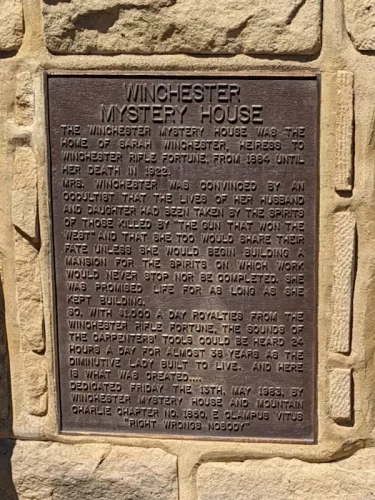 WINCHESTER
MYSTERY HOUSE
THE WINCHESTER MYSTERY HOUSE WAS THE
HOME OF SARAH WINCHESTER, HEIRESS TO
WINCHESTER RIFLE FORTUNE, FROM 1884 UNTIL
HER DEATH IN 1922.
MRS. WINCHESTER WAS CONVINCED BY AN
OCCULTIST THAT THE LIVES OF HER HUSBAND
AND DAUGHTER HAD BEEN TAKEN BY THE SPIRITS
OF THOSE KILLED BY "THE GUN THAT WON THE
WEST" AND THAT SHE TOO WOULD SHARE THEIR
FATE UNLESS SHE WOULD BEGIN BUILDING A
MANSION FOR THE SPIRITS ON WHICH WORK
WOULD NEVER STOP NOR BE COMPLETED. SHE
WAS PROMISED LIFE FOR AS LONG AS SHE
KEPT BUILDING.
SO, WITH $1,000 A DAY ROYALTIES FROM THE
WINCHESTER RIFLE FORTUNE, THE SOUNDS OF
THE CARPENTERS' TOOLS COULD BE HEARD 24
HOURS A DAY FOR ALMOST 38 YEARS AS THE
DIMINUTIVE LADY BUILT TO LIVE. AND HERE
IS WHAT WAS CREATED....
DEDICATED FRIDAY THE 13TH, MAY 1983, BY
WINCHESTER MYSTERY HOUSE AND MOUNTAIN
CHARLIE CHAPTER NO. 1850, E CLAMPUS VITUS
"RIGHT WRONGS NOBODY"